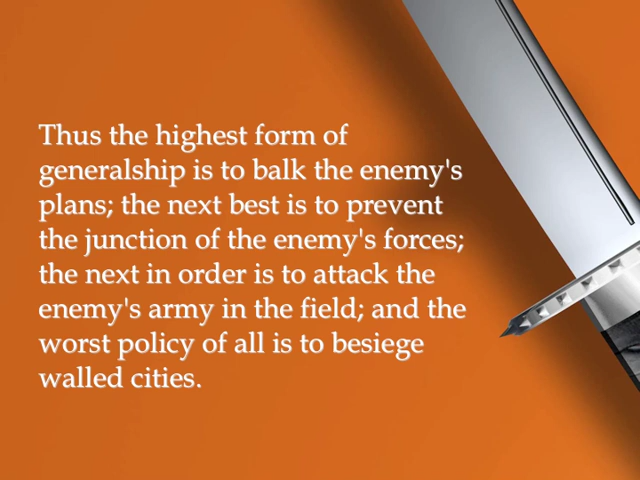 Thus the highest form of
generalship is to balk the enemy's
plans; the next best is to prevent
the junction of the enemy's forces;
the next in order is to attack the
enemy's army in the field; and the
worst policy of all is to besiege
walled cities.